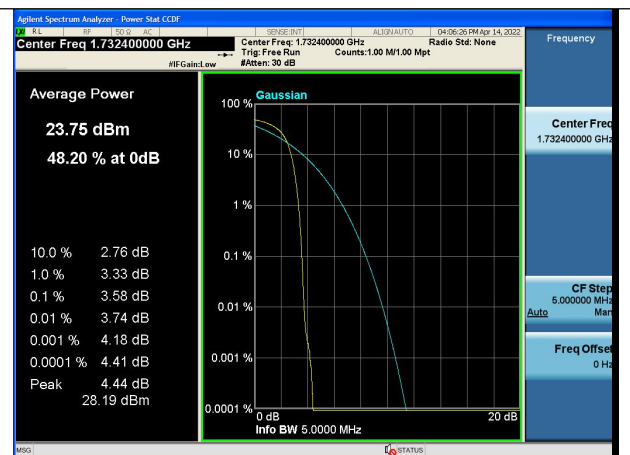 Agilent Spectrum Analyzer - Power Stat CCDF
RL RF 50 Ω AC SENSE:INT ALIGNAUTO 04:06:26 PM Apr 14, 2022
Center Freq 1.732400000 GHz
Center Freq: 1.732400000 GHz Radio Std: None
Trig: Free Run Counts:1.00 M/1.00 Mpt
#IFGain:Low #Atten: 30 dB
Frequency
Average Power
23.75 dBm
48.20 % at 0dB
10.0 % 2.76 dB
1.0 % 3.33 dB
0.1 % 3.58 dB
0.01 % 3.74 dB
0.001 % 4.18 dB
0.0001 % 4.41 dB
Peak 4.44 dB
28.19 dBm
Gaussian
100 %
10 %
1 %
0.1 %
0.01 %
0.001 %
0.0001 %
0 dB 20 dB
Info BW 5.0000 MHz
Center Freq
1.732400000 GHz
CF Step
5.000000 MHz
Auto Man
Freq Offset
0 Hz
MSG STATUS